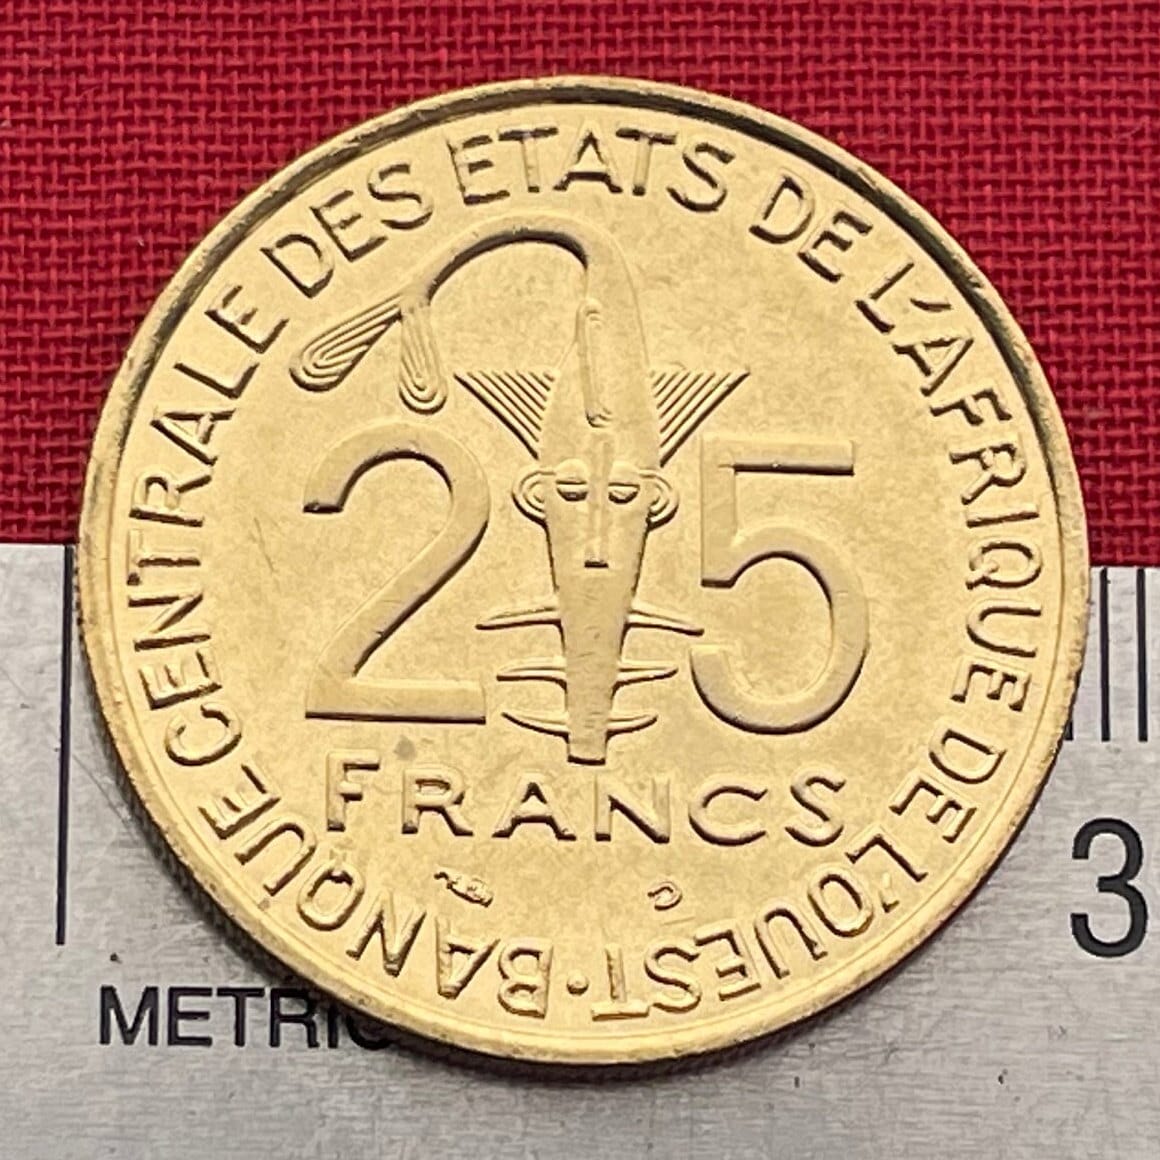 BANQUE CENTRALE DES ETATS DE L'AFRIQUE DE L'OUEST ·
25
FRANCS
METRIC
3